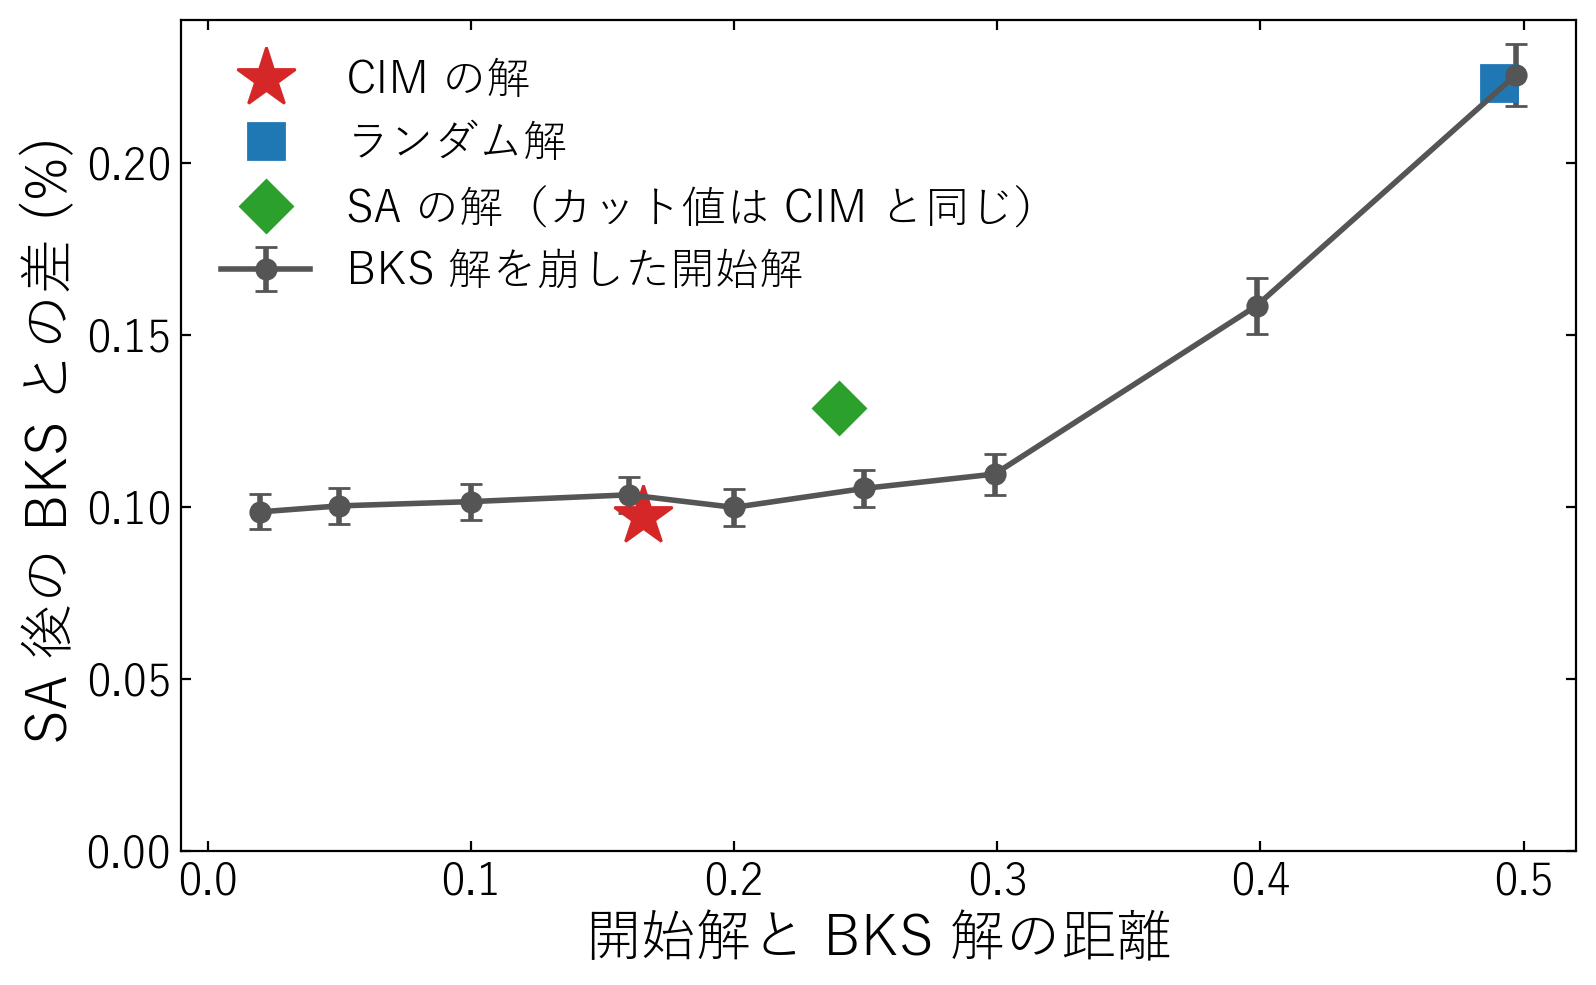 CIM の解
ランダム解
SA の解（カット値は CIM と同じ）
BKS 解を崩した開始解
SA 後の BKS との差 (%)
0.20
0.15
0.10
0.05
0.00
0.0 0.1 0.2 0.3 0.4 0.5
開始解と BKS 解の距離